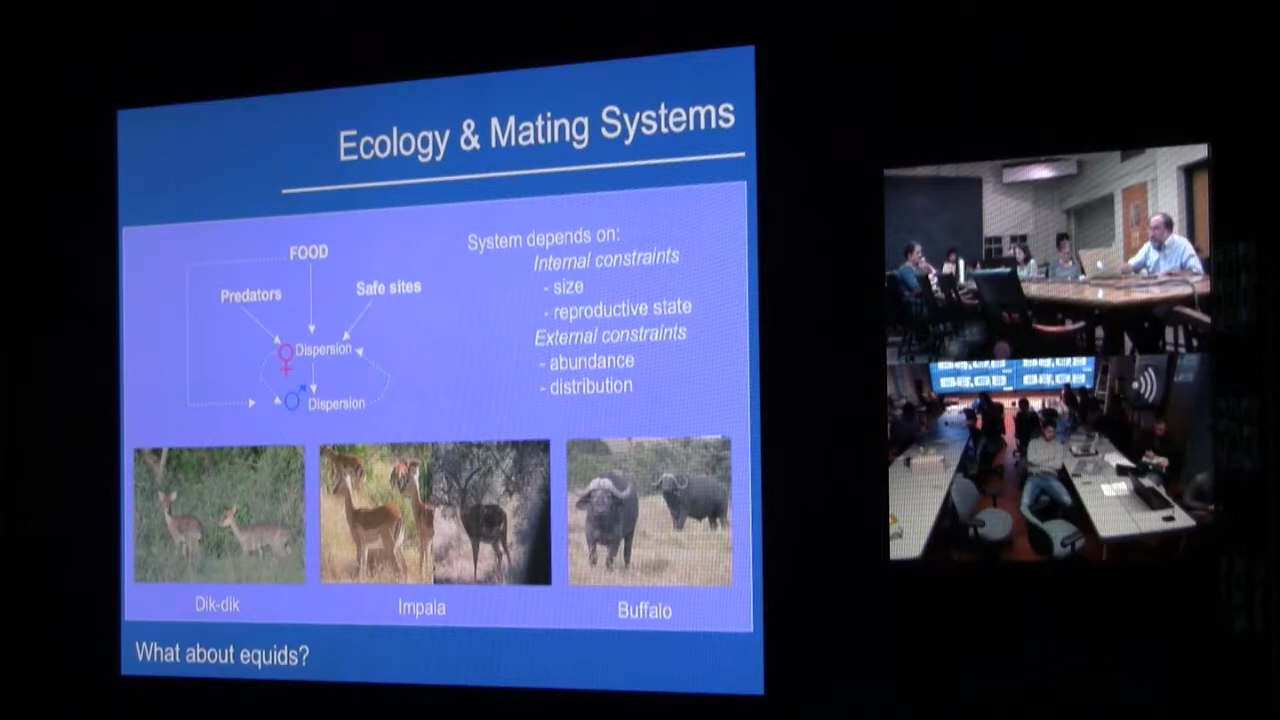 Ecology & Mating Systems
FOOD
Predators
Safe sites
♀ Dispersion
♂ Dispersion
System depends on:
Internal constraints
- size
- reproductive state
External constraints
- abundance
- distribution
Dik-dik
Impala
Buffalo
What about equids?